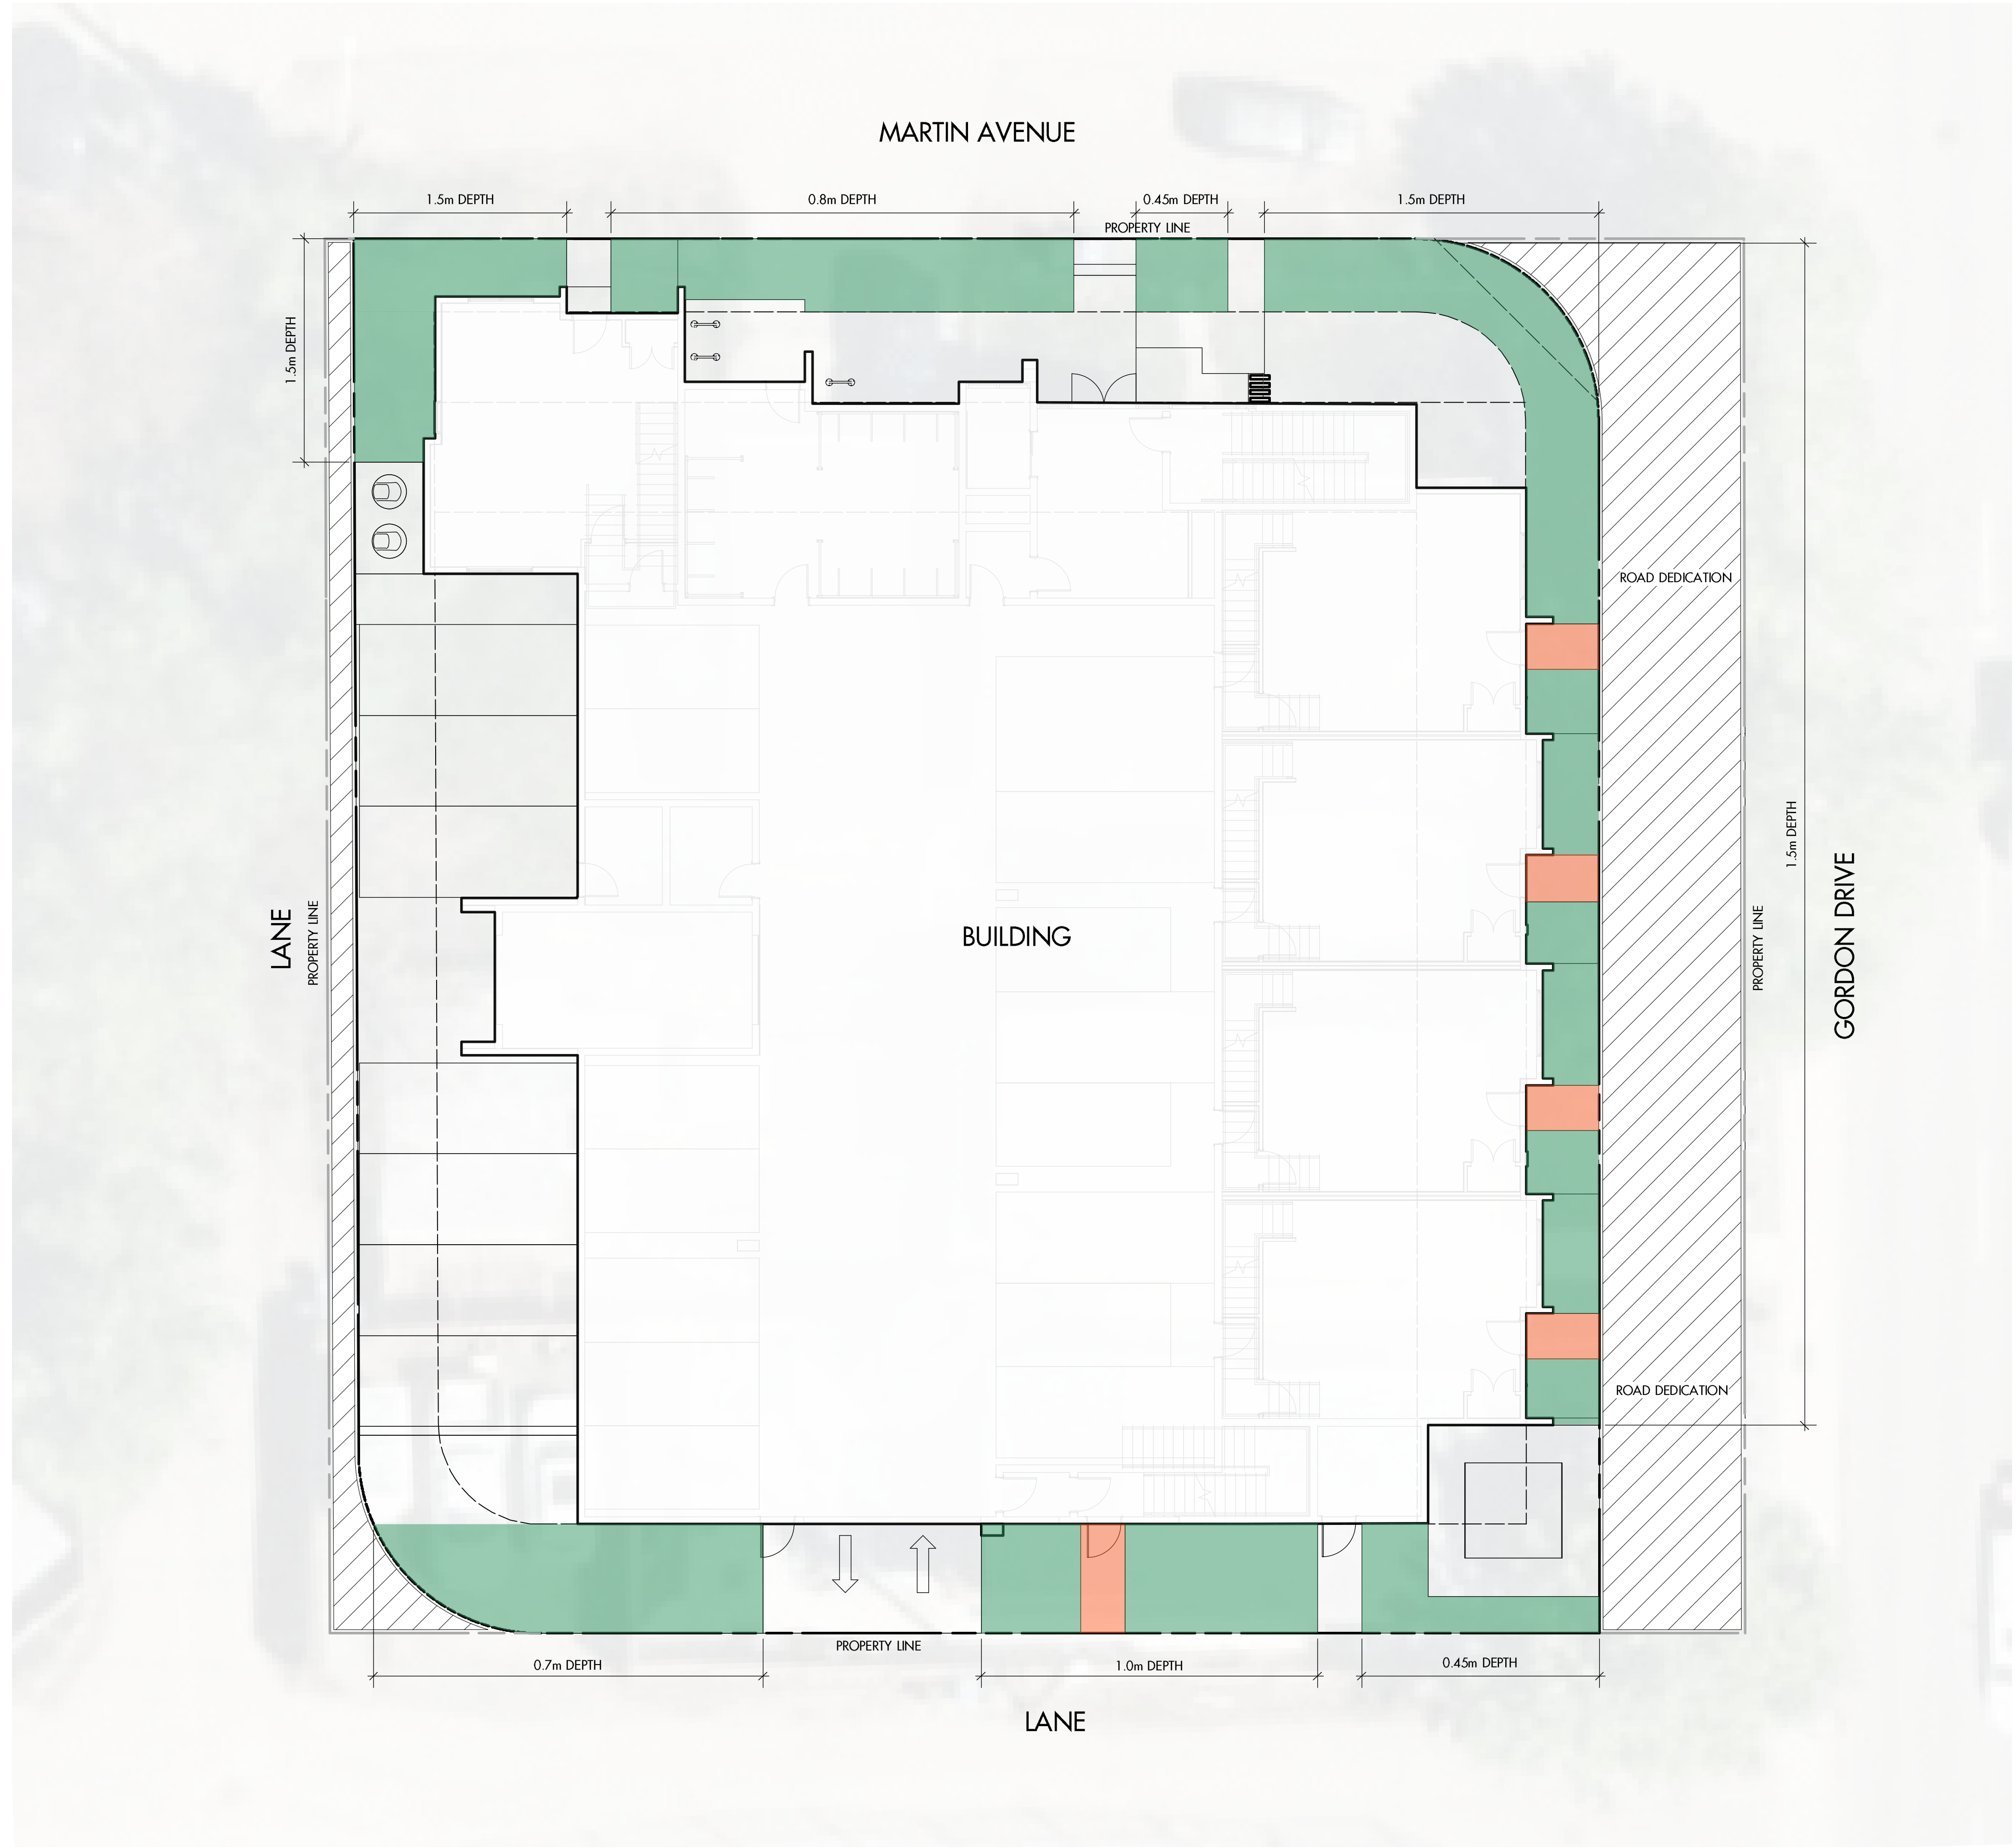 MARTIN AVENUE
1.5m DEPTH
0.8m DEPTH
0.45m DEPTH
1.5m DEPTH
PROPERTY LINE
1.5m DEPTH
ROAD DEDICATION
1.5m DEPTH
LANE
PROPERTY LINE
BUILDING
PROPERTY LINE
GORDON DRIVE
ROAD DEDICATION
PROPERTY LINE
0.7m DEPTH
1.0m DEPTH
0.45m DEPTH
LANE